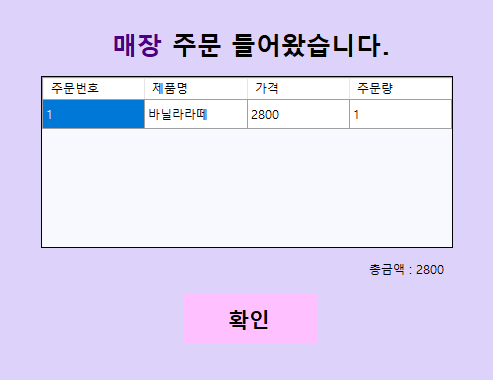 매장 주문 들어왔습니다.
주문번호 제품명 가격 주문량
1 바닐라라떼 2800 1
총금액 : 2800
확인